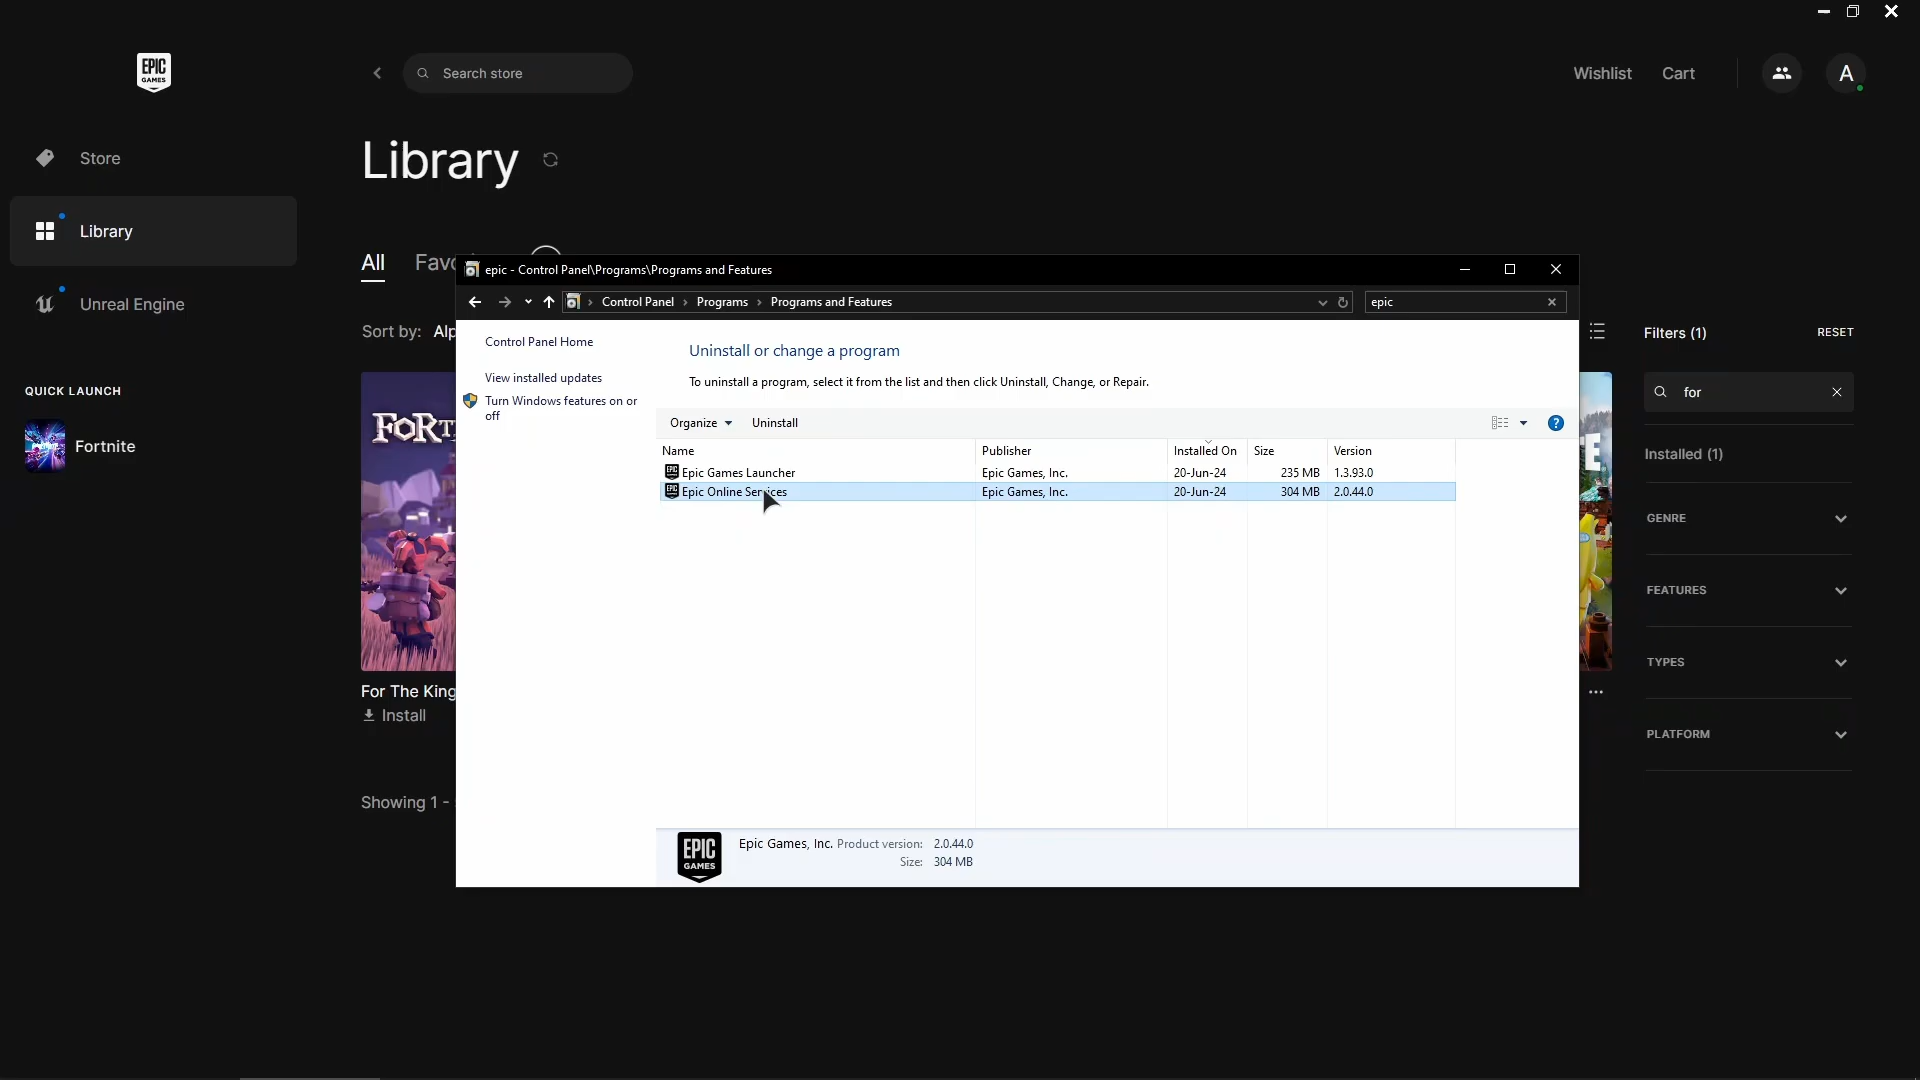 EPIC
GAMES
Search store
Wishlist
Cart
A
Store
Library
All
Favo
Library
Unreal Engine
Sort by: Alp
Filters (1)
RESET
for
Installed (1)
GENRE
FEATURES
TYPES
PLATFORM
QUICK LAUNCH
Fortnite
FORT
For The King
Install
Showing 1 -
epic - Control Panel\Programs\Programs and Features
Control Panel > Programs > Programs and Features
epic
Control Panel Home
View installed updates
Turn Windows features on or
off
Uninstall or change a program
To uninstall a program, select it from the list and then click Uninstall, Change, or Repair.
Organize
Uninstall
Name Publisher Installed On Size Version
Epic Games Launcher Epic Games, Inc. 20-Jun-24 235 MB 1.3.93.0
Epic Online Services Epic Games, Inc. 20-Jun-24 304 MB 2.0.44.0
EPIC
GAMES
Epic Games, Inc. Product version: 2.0.44.0
Size: 304 MB